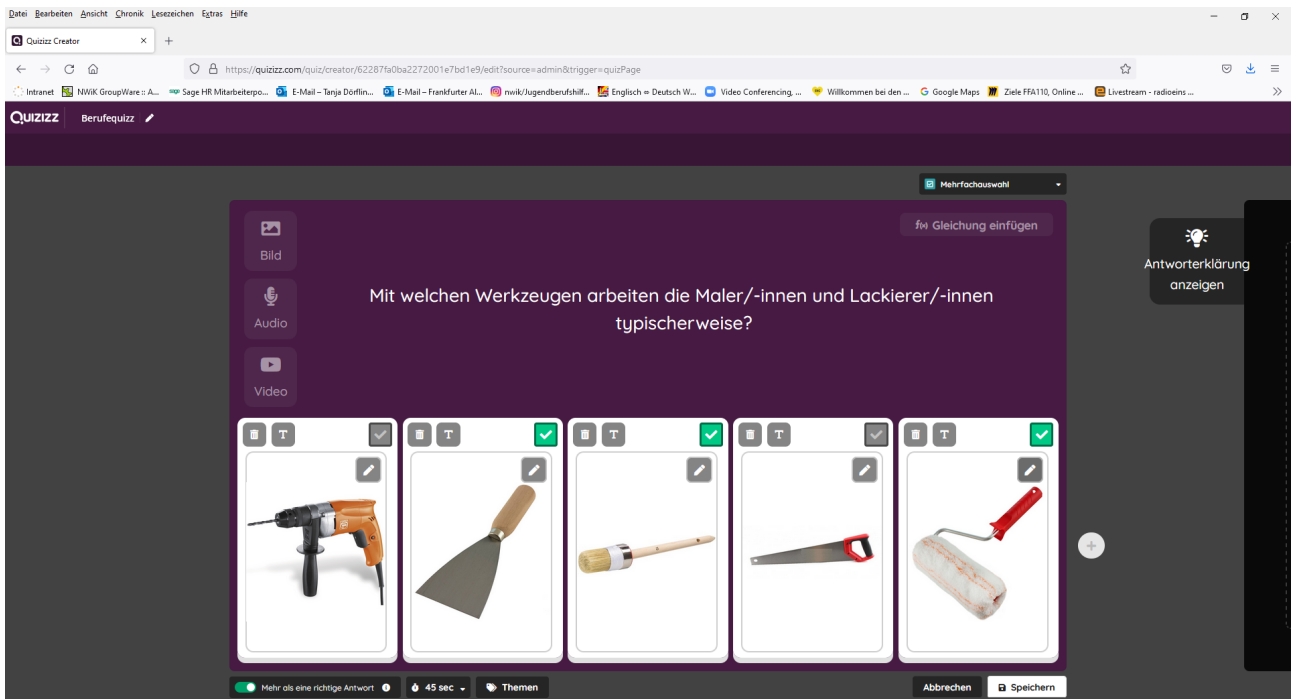 Datei Bearbeiten Ansicht Chronik Lesezeichen Extras Hilfe
Quizizz Creator
https://quizizz.com/quiz/creator/62287fa0ba2272001e7bd1e9/edit?source=admin&trigger=quizPage
Intranet NWiK GroupWare :: A... Sage HR Mitarbeiterpo... E-Mail – Tanja Dörflin... E-Mail – Frankfurter Al... nwik/Jugendberufshilf... Englisch ⇔ Deutsch W... Video Conferencing, ... Willkommen bei den ... Google Maps Ziele FFA110, Online ... Livestream - radioeins ...
QUIZIZZ Berufequizz
Mehrfachauswahl
Bild
f(x) Gleichung einfügen
Audio
Video
Mit welchen Werkzeugen arbeiten die Maler/-innen und Lackierer/-innen
typischerweise?
Antworterklärung
anzeigen
T T T T T
Mehr als eine richtige Antwort 45 sec Themen Abbrechen Speichern